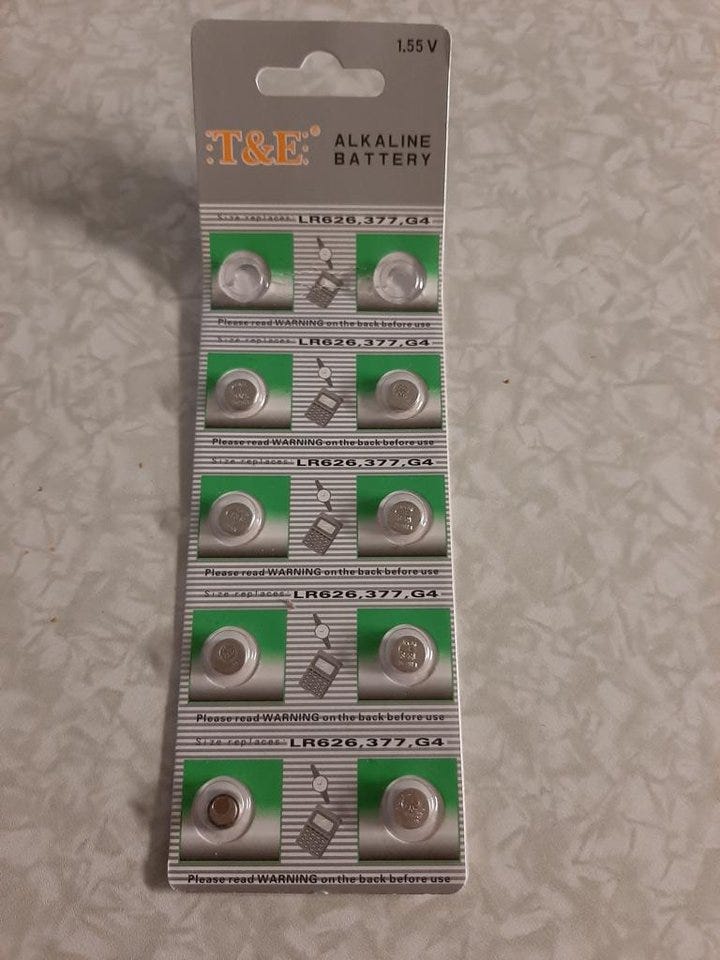 1.55 V
T&E®
ALKALINE
BATTERY
Size replaces: LR626,377,G4
Please read WARNING on the back before use
Size replaces: LR626,377,G4
Please read WARNING on the back before use
Size replaces: LR626,377,G4
Please read WARNING on the back before use
Size replaces: LR626,377,G4
Please read WARNING on the back before use
Size replaces: LR626,377,G4
Please read WARNING on the back before use